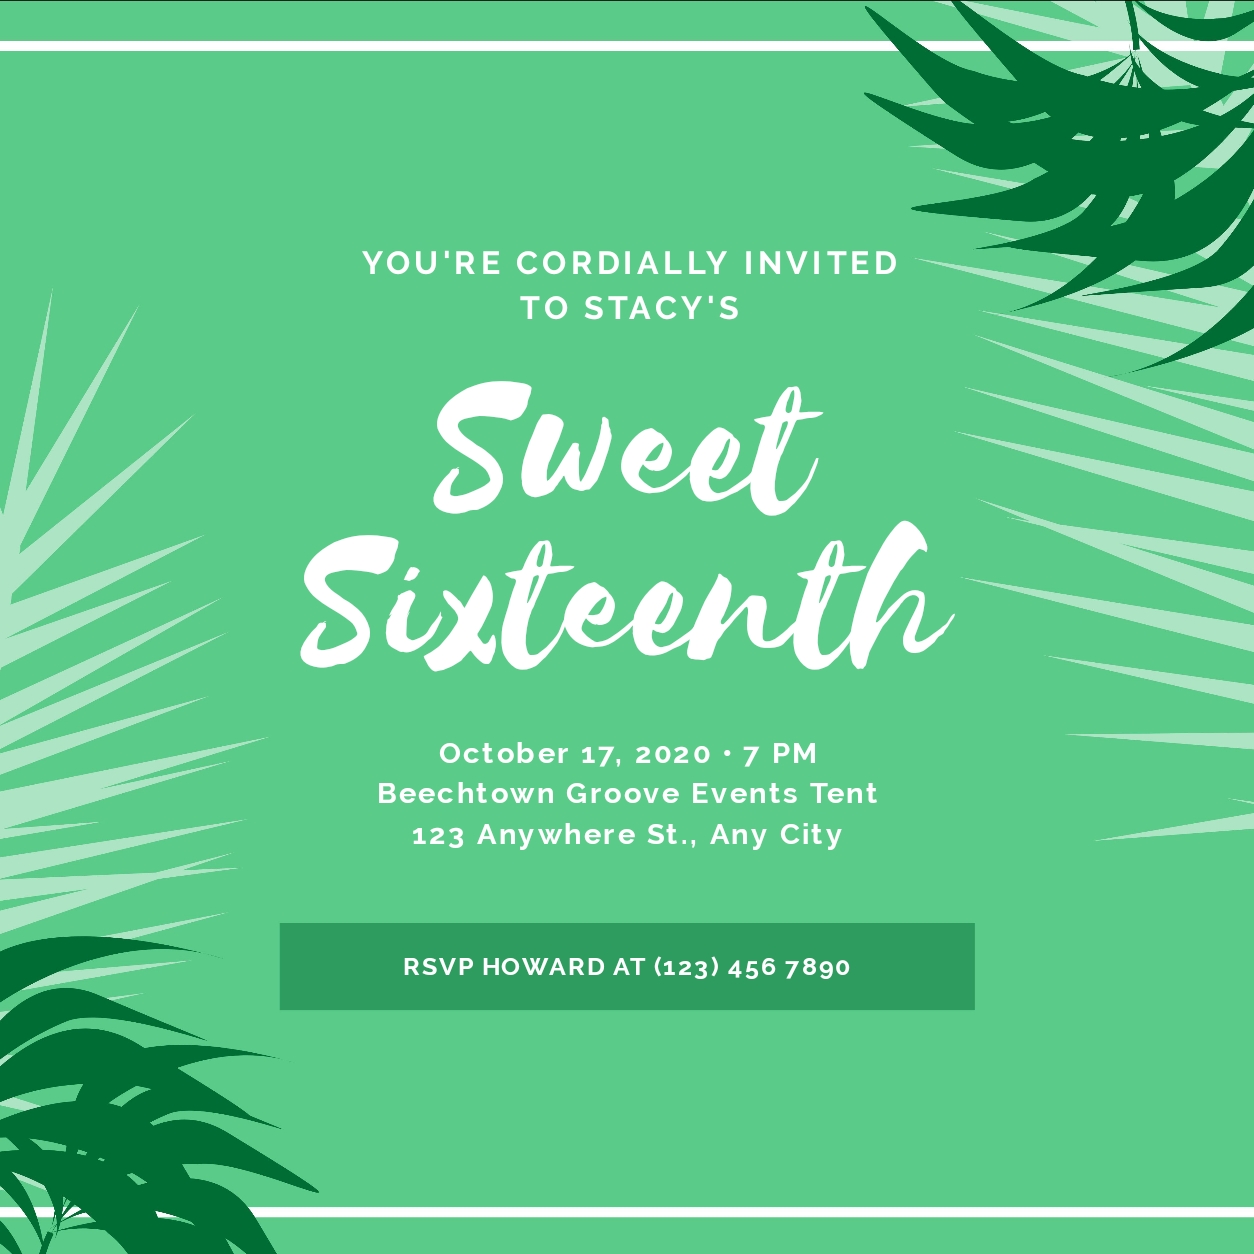 YOU'RE CORDIALLY INVITED
TO STACY'S
Sweet
Sixteenth
October 17, 2020 • 7 PM
Beechtown Groove Events Tent
123 Anywhere St., Any City
RSVP HOWARD AT (123) 456 7890